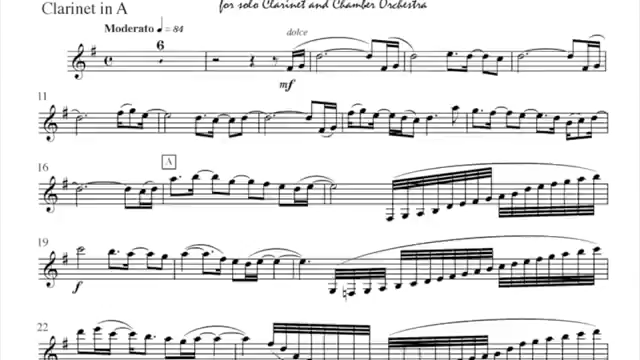 for solo Clarinet and Chamber Orchestra
Clarinet in A
Moderato ♩ = 84
6
dolce
mf
11
16
A
19
f
22